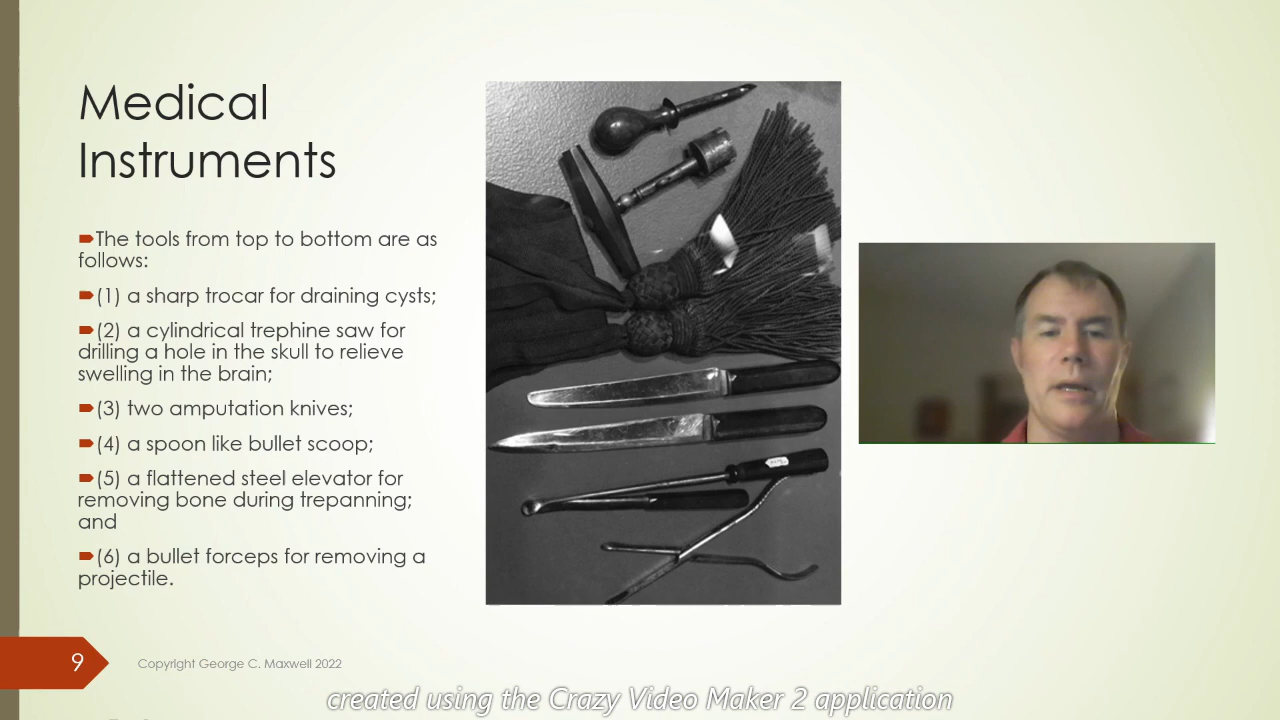 Medical
Instruments
The tools from top to bottom are as
follows:
(1) a sharp trocar for draining cysts;
(2) a cylindrical trephine saw for
drilling a hole in the skull to relieve
swelling in the brain;
(3) two amputation knives;
(4) a spoon like bullet scoop;
(5) a flattened steel elevator for
removing bone during trepanning;
and
(6) a bullet forceps for removing a
projectile.
9
Copyright George C. Maxwell 2022
created using the Crazy Video Maker 2 application